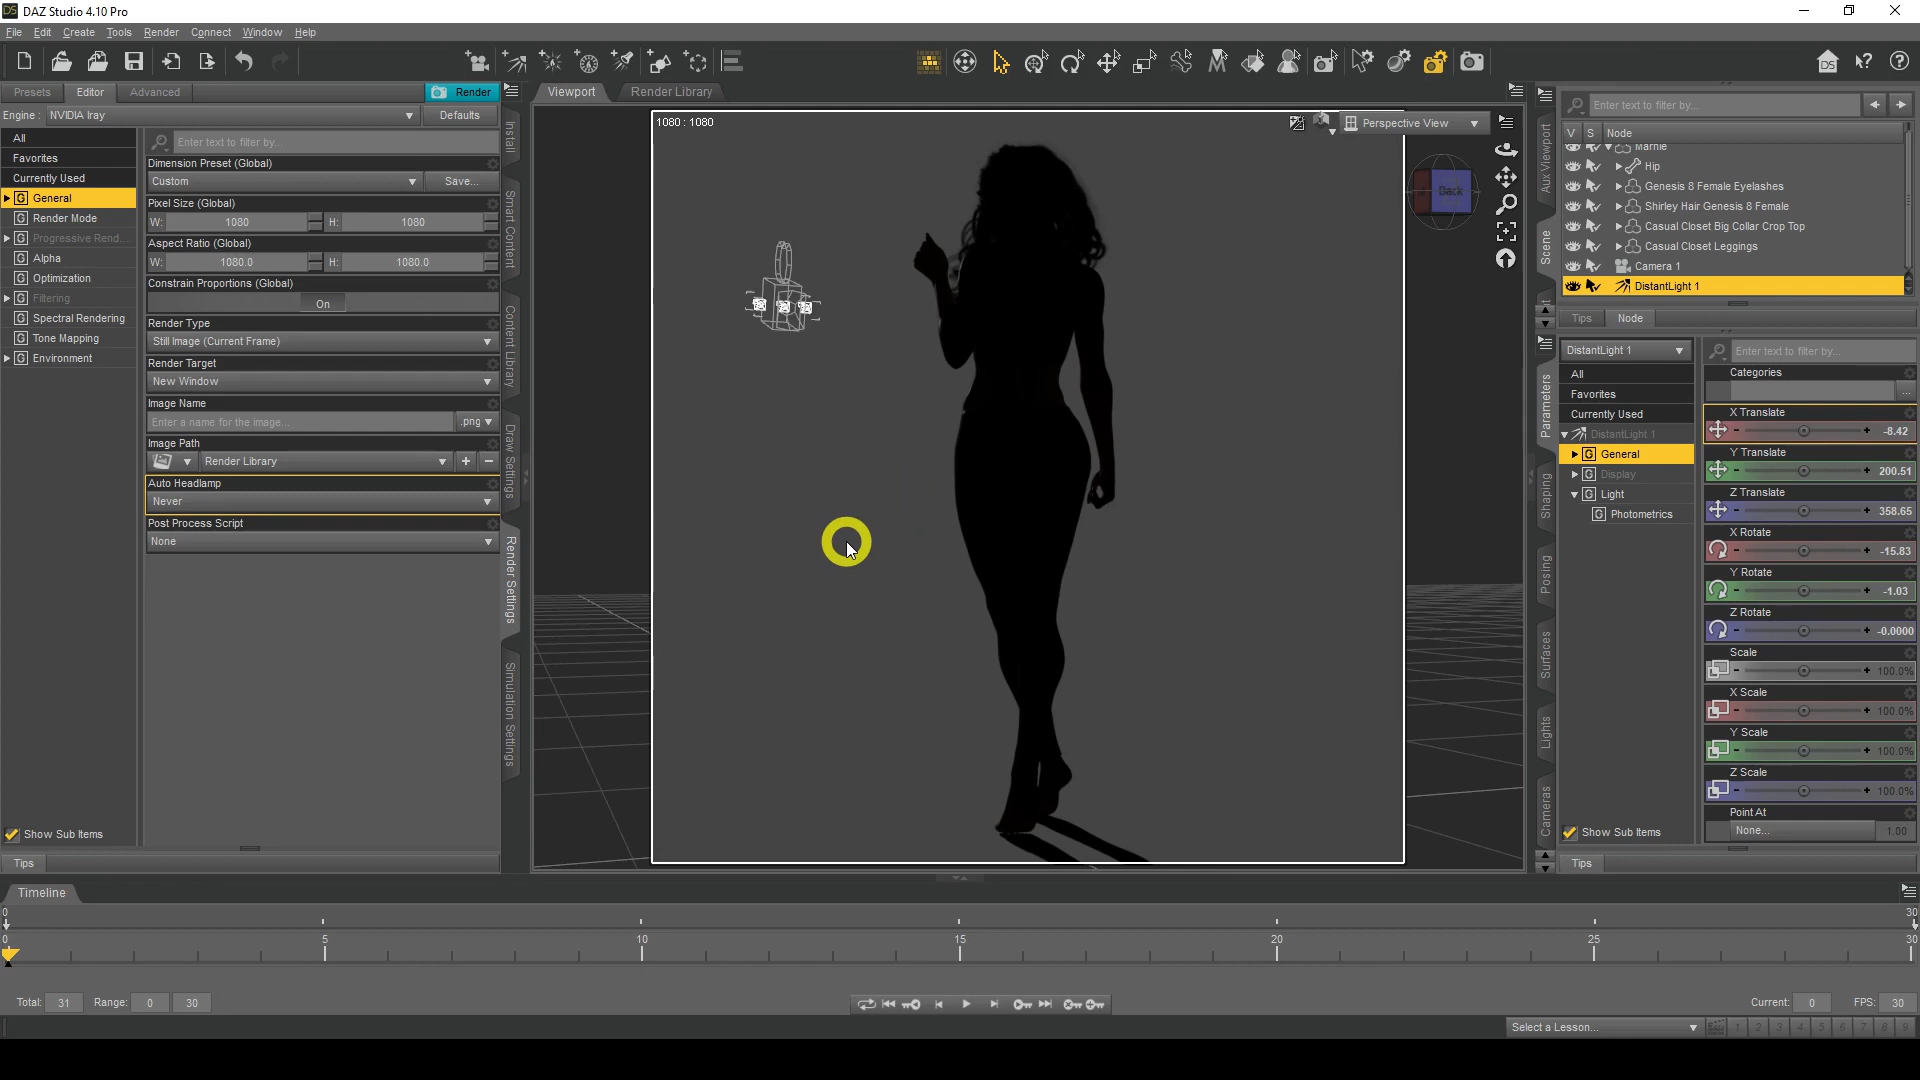 DAZ Studio 4.10 Pro
File Edit Create Tools Render Connect Window Help
Presets Editor Advanced Render
Viewport Render Library
Engine : NVIDIA Iray Defaults
All
Favorites
Currently Used
General
Render Mode
Progressive Rend...
Alpha
Optimization
Filtering
Spectral Rendering
Tone Mapping
Environment
Show Sub Items
Tips
Enter text to filter by...
Dimension Preset (Global)
Custom Save...
Pixel Size (Global)
W: 1080 H: 1080
Aspect Ratio (Global)
W: 1080.0 H: 1080.0
Constrain Proportions (Global)
On
Render Type
Still Image (Current Frame)
Render Target
New Window
Image Name
Enter a name for the image... .png
Image Path
Render Library
Auto Headlamp
Never
Post Process Script
None
Install
Smart Content
Content Library
Draw Settings
Render Settings
Simulation Settings
1080 : 1080
Perspective View
Back
Aux Viewport
Scene
Enter text to filter by...
V S Node
Marnie
Hip
Genesis 8 Female Eyelashes
Shirley Hair Genesis 8 Female
Casual Closet Big Collar Crop Top
Casual Closet Leggings
Camera 1
DistantLight 1
Tips Node
Parameters
Shaping
Posing
Surfaces
Lights
Cameras
DistantLight 1
All
Favorites
Currently Used
DistantLight 1
General
Display
Light
Photometrics
Show Sub Items
Tips
Enter text to filter by...
Categories
...
X Translate
-8.42
Y Translate
200.51
Z Translate
358.65
X Rotate
-15.83
Y Rotate
-1.03
Z Rotate
-0.0000
Scale
100.0%
X Scale
100.0%
Y Scale
100.0%
Z Scale
100.0%
Point At
None... 1.00
Timeline
0 30
0 5 10 15 20 25 30
Total: 31 Range: 0 30
Current: 0 FPS: 30
Select a Lesson... 1 2 3 4 5 6 7 8 9